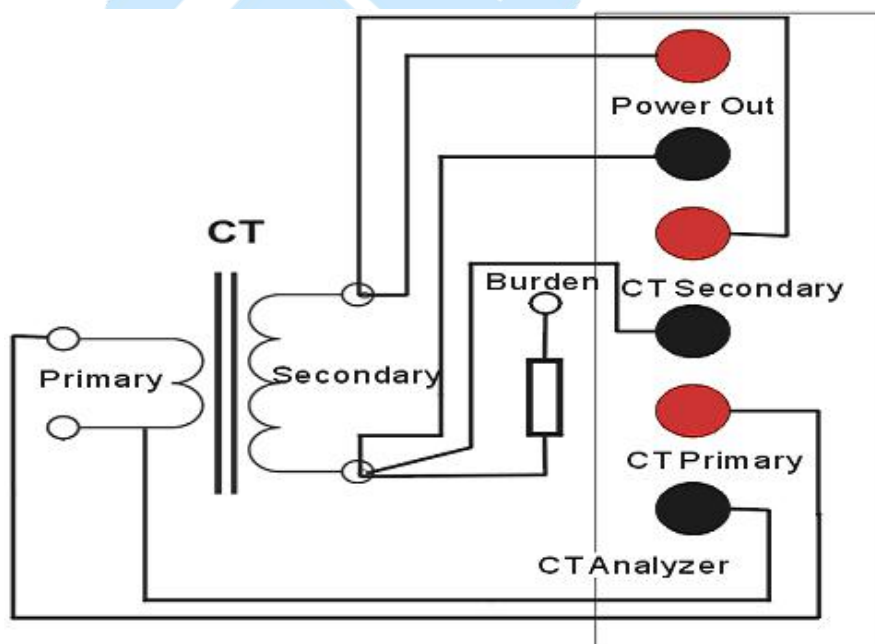 Power Out
CT
Burden
CT Secondary
Primary
Secondary
CT Primary
CT Analyzer